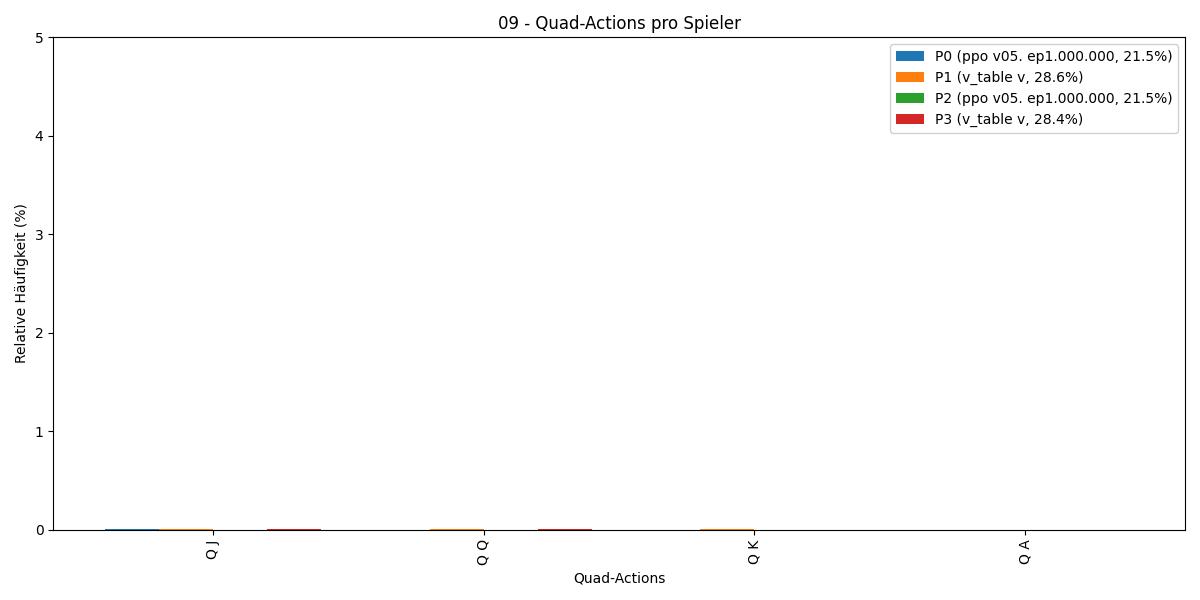 09 - Quad-Actions pro Spieler
P0 (ppo v05. ep1.000.000, 21.5%)
P1 (v_table v, 28.6%)
P2 (ppo v05. ep1.000.000, 21.5%)
P3 (v_table v, 28.4%)
Relative Häufigkeit (%)
5
4
3
2
1
0
Q J
Q Q
Q K
Q A
Quad-Actions